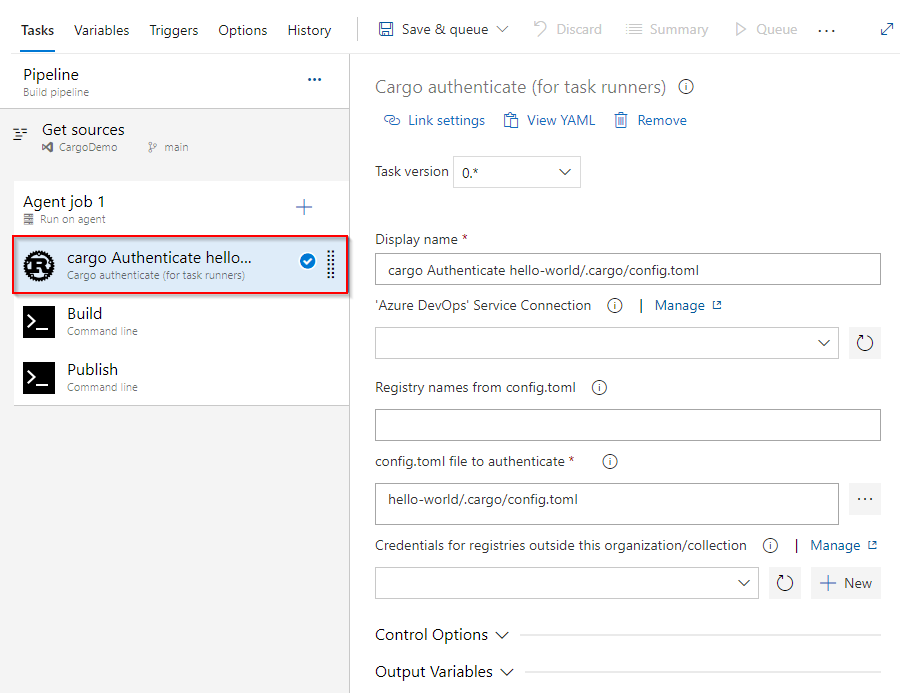 Tasks Variables Triggers Options History Save & queue Discard Summary Queue ...
Pipeline ...
Build pipeline
Get sources
CargoDemo main
Agent job 1
Run on agent
cargo Authenticate hello...
Cargo authenticate (for task runners)
Build
Command line
Publish
Command line
Cargo authenticate (for task runners)
Link settings View YAML Remove
Task version 0.*
Display name *
cargo Authenticate hello-world/.cargo/config.toml
'Azure DevOps' Service Connection | Manage
Registry names from config.toml
config.toml file to authenticate *
hello-world/.cargo/config.toml ...
Credentials for registries outside this organization/collection | Manage
New
Control Options
Output Variables